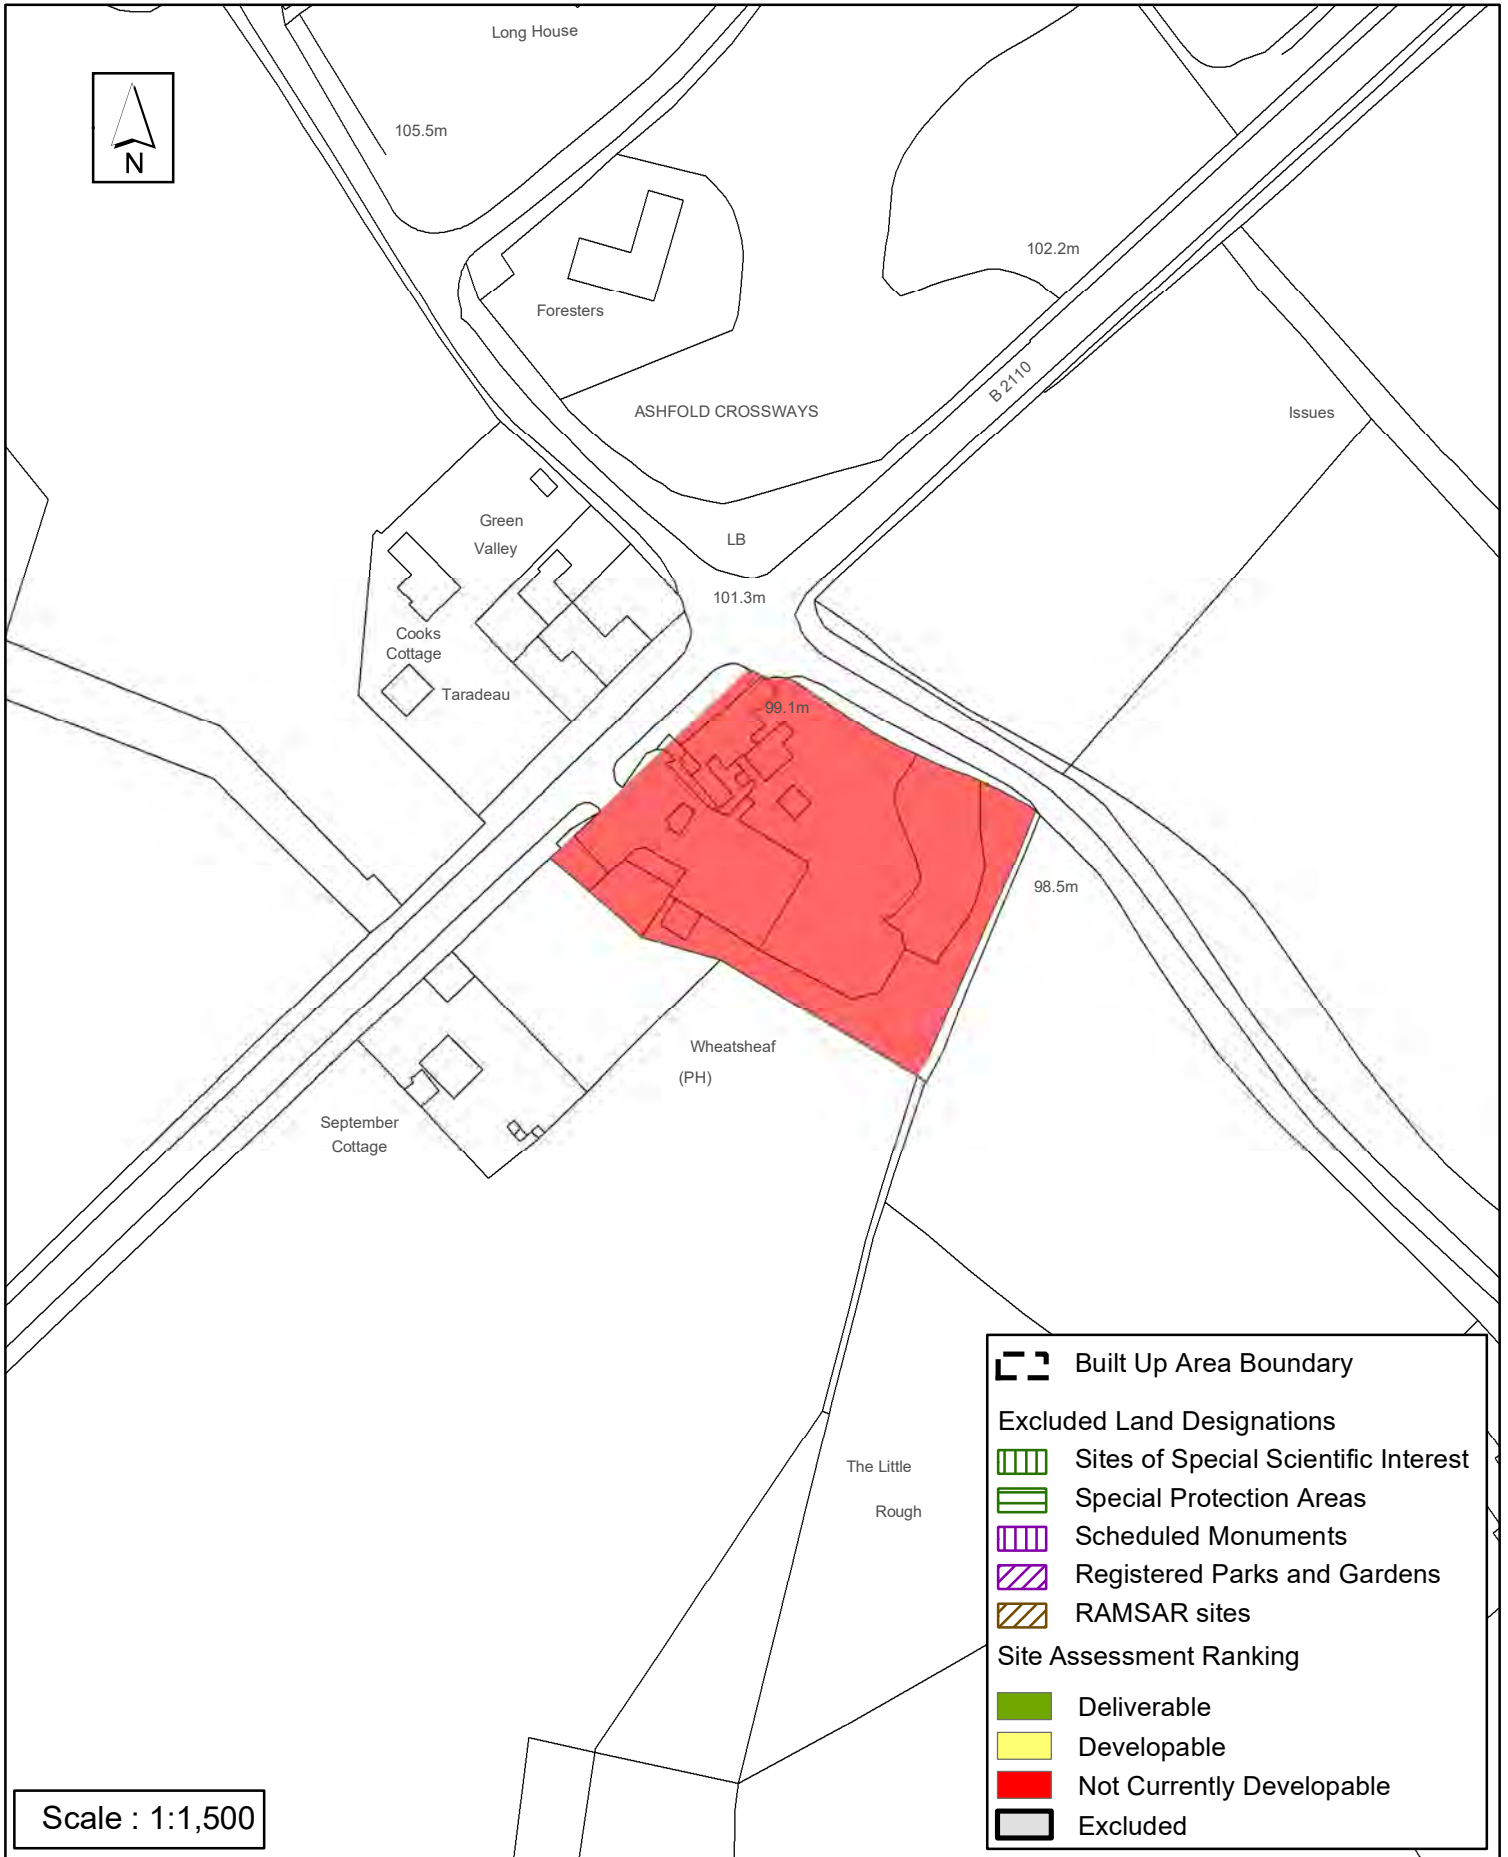 Long House
N
105.5m
102.2m
Foresters
B 2110
ASHFOLD CROSSWAYS
Issues
Green
Valley
LB
101.3m
Cooks
Cottage
Taradeau
99.1m
98.5m
Wheatsheaf
(PH)
September
Cottage
The Little
Rough
Built Up Area Boundary
Excluded Land Designations
Sites of Special Scientific Interest
Special Protection Areas
Scheduled Monuments
Registered Parks and Gardens
RAMSAR sites
Site Assessment Ranking
Deliverable
Developable
Not Currently Developable
Excluded
Scale : 1:1,500